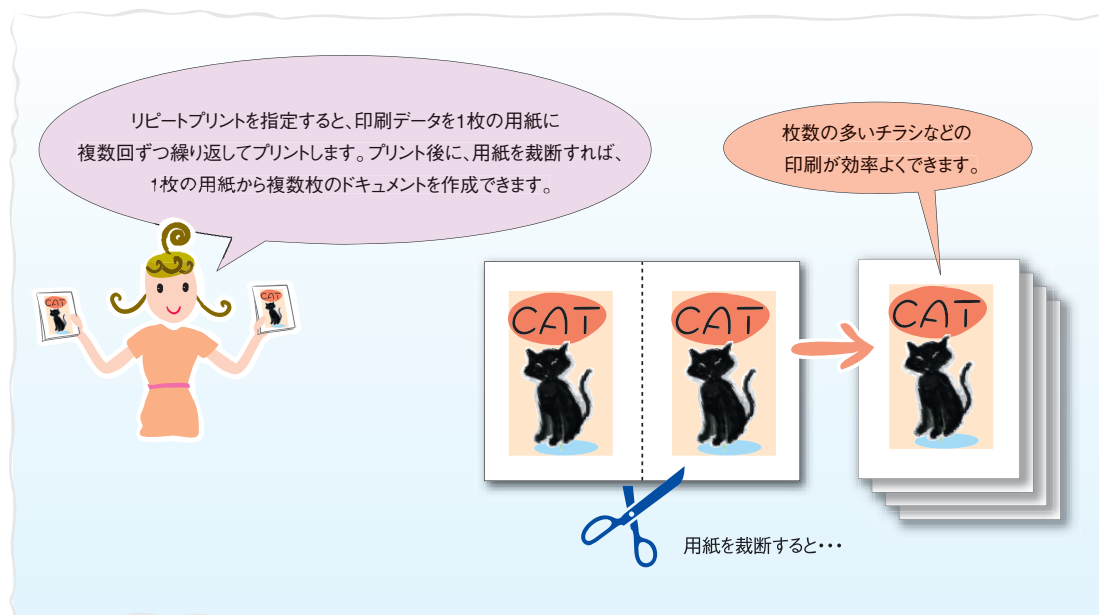 リピートプリントを指定すると、印刷データを1枚の用紙に
複数回ずつ繰り返してプリントします。プリント後に、用紙を裁断すれば、
1枚の用紙から複数枚のドキュメントを作成できます。
枚数の多いチラシなどの
印刷が効率よくできます。
CAT
CAT
CAT
CAT
CAT
用紙を裁断すると・・・